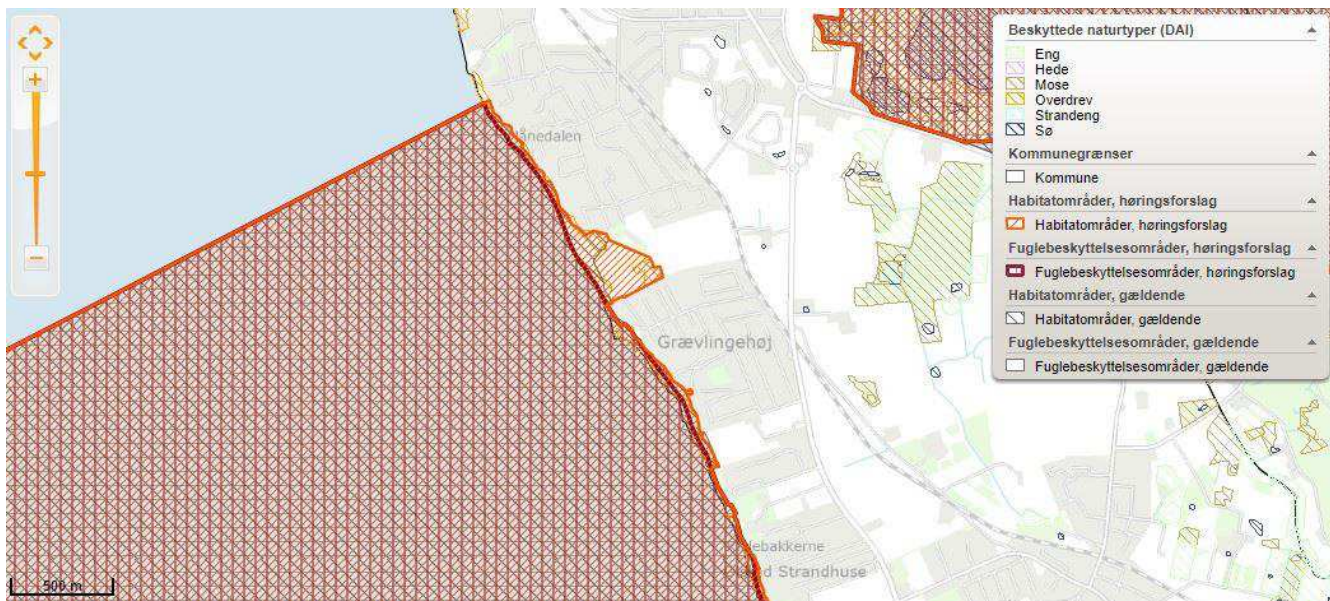 Beskyttede naturtyper (DAI)
Eng
Hede
Mose
Overdrev
Strandeng
Sø
Kommunegrænser
Kommune
Habitatområder, høringsforslag
Habitatområder, høringsforslag
Fuglebeskyttelsesområder, høringsforslag
Fuglebeskyttelsesområder, høringsforslag
Habitatområder, gældende
Habitatområder, gældende
Fuglebeskyttelsesområder, gældende
Fuglebeskyttelsesområder, gældende
Grævlingehøj
Strandhuse
500 m